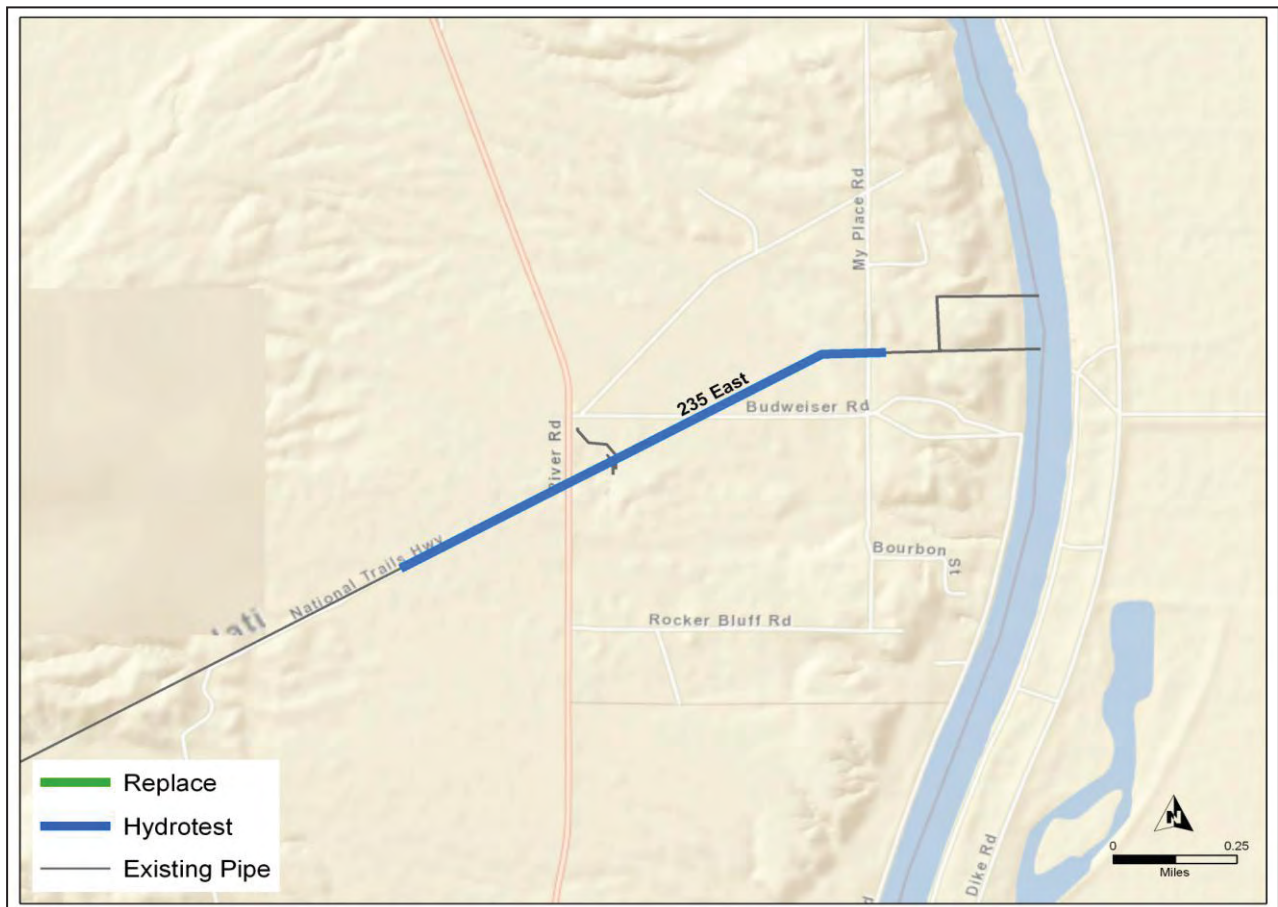 My Place Rd
235 East
Budweiser Rd
River Rd
National Trails Hwy
Bourbon St
Rocker Bluff Rd
Dike Rd
Replace
Hydrotest
Existing Pipe
N
0 0.25
Miles